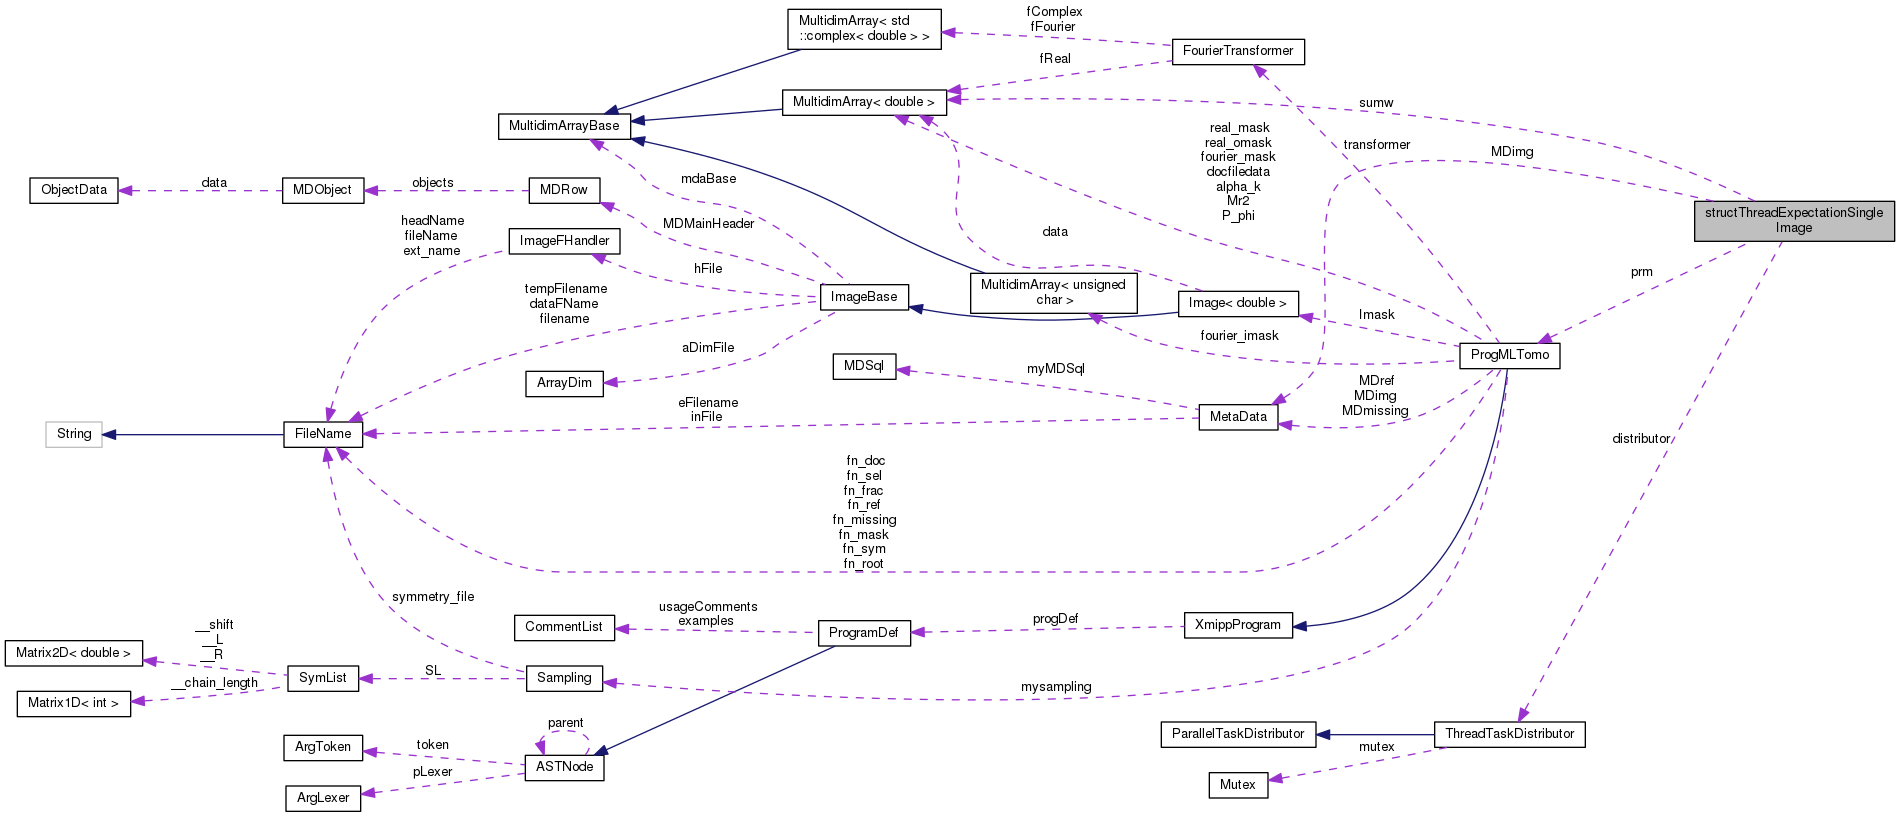 MultidimArray< std
::complex< double > >
fComplex
fFourier
FourierTransformer
fReal
MultidimArray< double >
sumw
MultidimArrayBase
real_mask
real_omask
fourier_mask
docfiledata
alpha_k
Mr2
P_phi
transformer
MDimg
ObjectData
data
MDObject
objects
MDRow
mdaBase
structThreadExpectationSingle
Image
headName
fileName
ext_name
ImageFHandler
MDMainHeader
data
hFile
prm
MultidimArray< unsigned
char >
tempFilename
dataFName
filename
ImageBase
Image< double >
Imask
fourier_imask
aDimFile
ArrayDim
MDSql
myMDSql
ProgMLTomo
MDref
MDimg
MDmissing
eFilename
inFile
MetaData
String
FileName
distributor
fn_doc
fn_sel
fn_frac
fn_ref
fn_missing
fn_mask
fn_sym
fn_root
symmetry_file
usageComments
examples
CommentList
ProgramDef
progDef
XmippProgram
__shift
__L
__R
Matrix2D< double >
SymList
SL
Sampling
mysampling
__chain_length
Matrix1D< int >
parent
ArgToken
token
ASTNode
pLexer
ArgLexer
ParallelTaskDistributor
ThreadTaskDistributor
mutex
Mutex